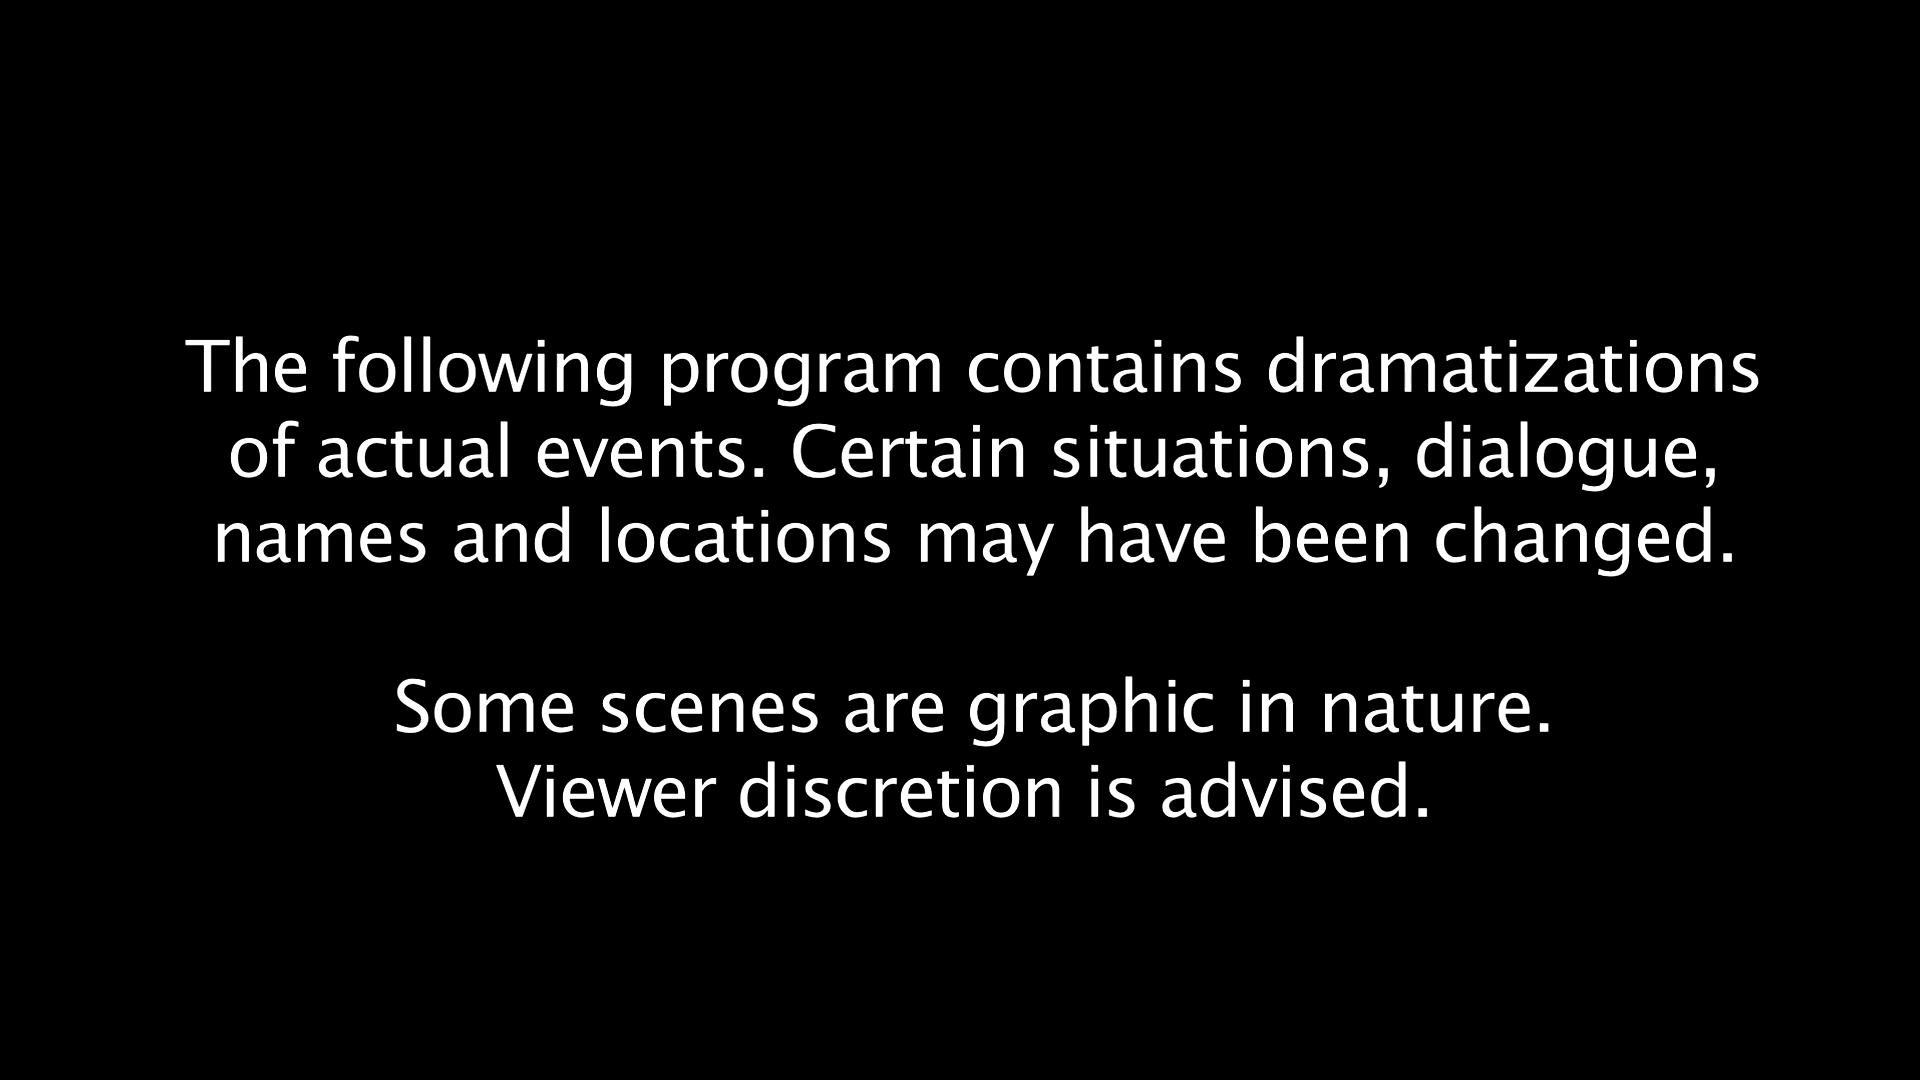 The following program contains dramatizations
of actual events. Certain situations, dialogue,
names and locations may have been changed.
Some scenes are graphic in nature.
Viewer discretion is advised.